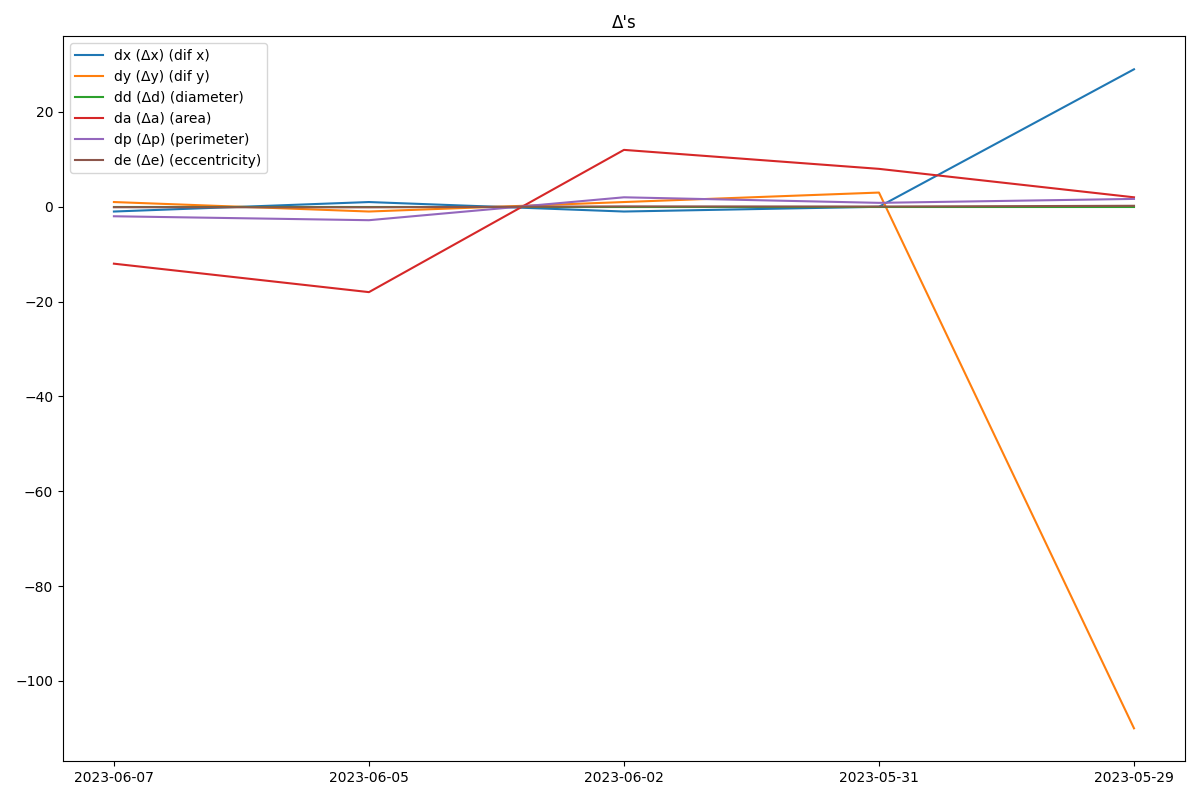 Δ's
dx (Δx) (dif x)
dy (Δy) (dif y)
dd (Δd) (diameter)
da (Δa) (area)
dp (Δp) (perimeter)
de (Δe) (eccentricity)
20
0
−20
−40
−60
−80
−100
2023-06-07 2023-06-05 2023-06-02 2023-05-31 2023-05-29